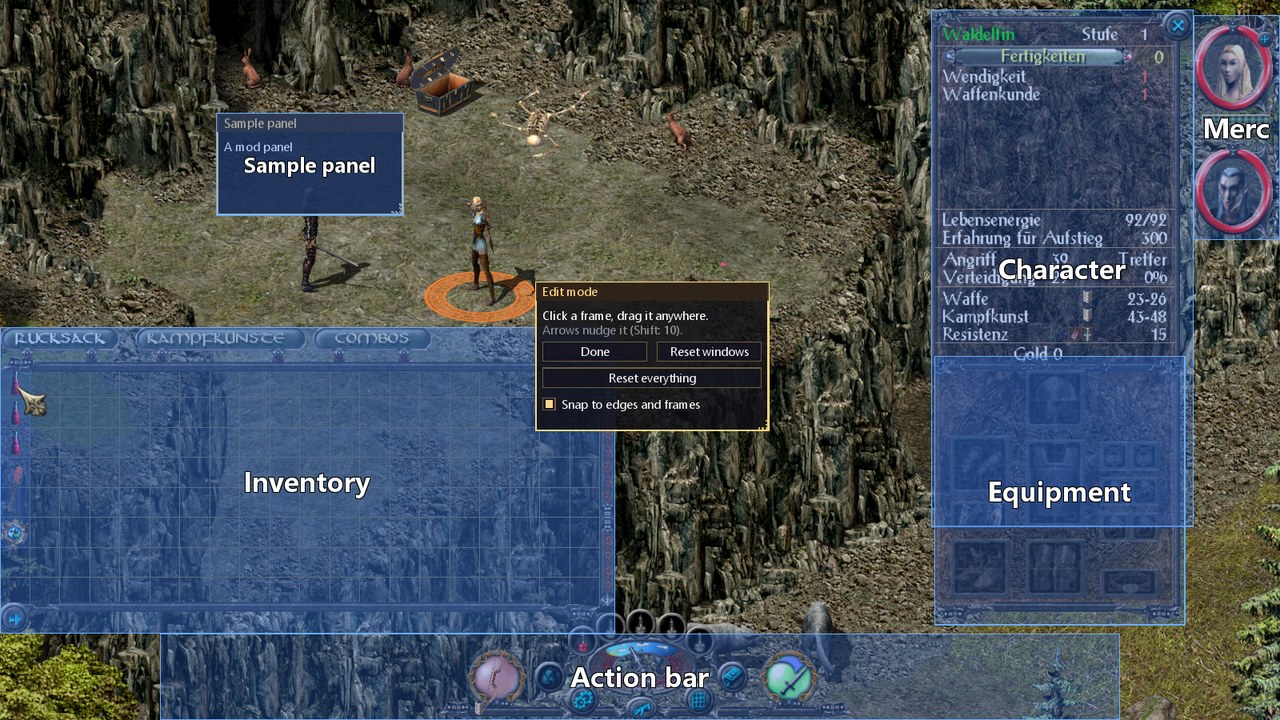 Waldelfin Stufe 1
Fertigkeiten 0
Wendigkeit 1
Waffenkunde 1
Merc
Sample panel
A mod panel
Sample panel
Lebensenergie 92/92
Erfahrung für Aufstieg 300
Angriff 39 Treffer
Verteidigung 0%
Character
Waffe 23-26
Kampfkunst 43-48
Resistenz 15
Gold 0
Edit mode
Click a frame, drag it anywhere.
Arrows nudge it (Shift: 10).
Done Reset windows
Reset everything
Snap to edges and frames
RUCKSACK KAMPFKÜNSTE COMBOS
Inventory
Equipment
Action bar